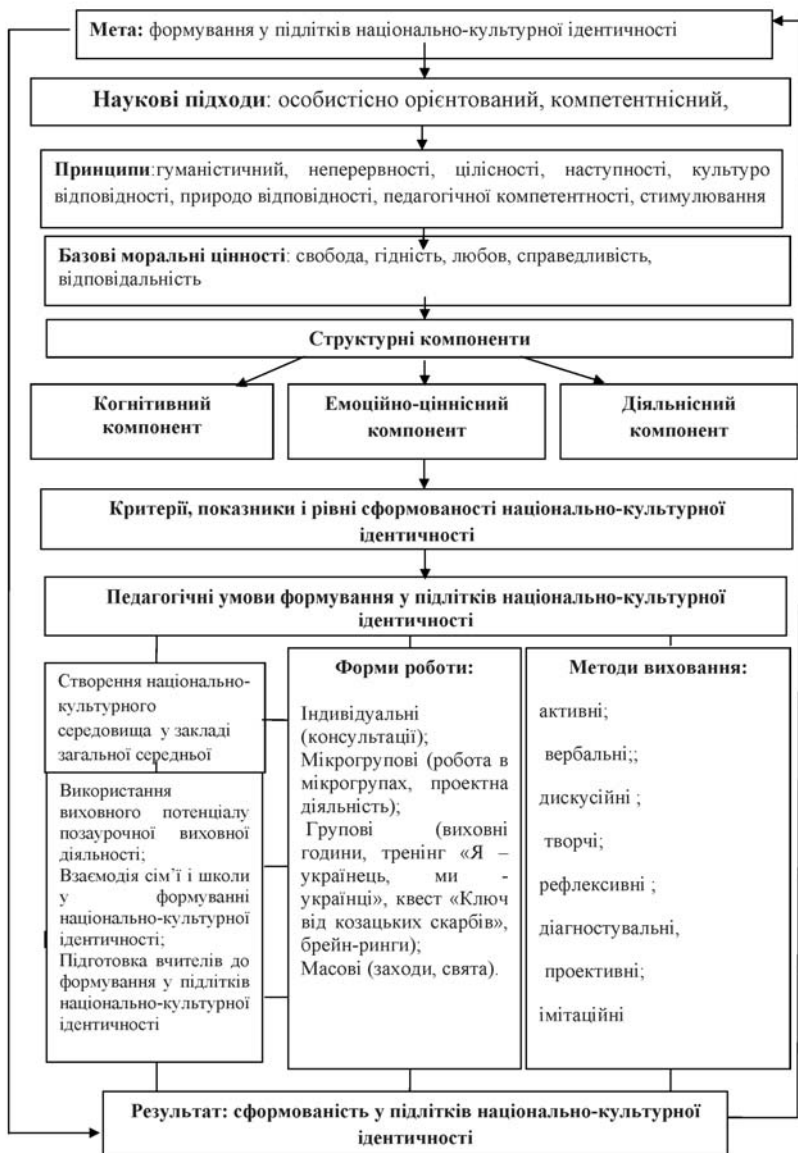 Мета: формування у підлітків національно-культурної ідентичності
Наукові підходи: особистісно орієнтований, компетентнісний,
Принципи:гуманістичний, неперервності, цілісності, наступності, культуро
відповідності, природо відповідності, педагогічної компетентності, стимулювання
Базові моральні цінності: свобода, гідність, любов, справедливість,
відповідальність
Структурні компоненти
Когнітивний
компонент
Емоційно-ціннісний
компонент
Діяльнісний
компонент
Критерії, показники і рівні сформованості національно-культурної
ідентичності
Педагогічні умови формування у підлітків національно-культурної
ідентичності
Створення національно-
культурного
середовища у закладі
загальної середньої
Використання
виховного потенціалу
позаурочної виховної
діяльності;
Взаємодія сім’ї і школи
у формуванні
національно-культурної
ідентичності;
Підготовка вчителів до
формування у підлітків
національно-культурної
ідентичності
Форми роботи:
Індивідуальні
(консультації);
Мікрогрупові (робота в
мікрогрупах, проектна
діяльність);
Групові (виховні
години, тренінг «Я –
українець, ми -
українці», квест «Ключ
від козацьких скарбів»,
брейн-ринги);
Масові (заходи, свята).
Методи виховання:
активні;
вербальні;;
дискусійні ;
творчі;
рефлексивні ;
діагностувальні,
проективні;
імітаційні
Результат: сформованість у підлітків національно-культурної
ідентичності